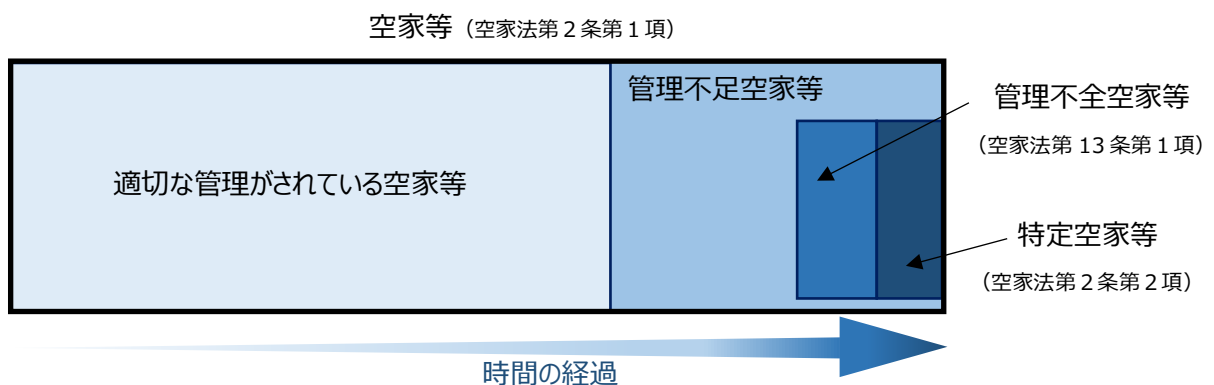 空家等（空家法第２条第１項）
管理不足空家等
管理不全空家等
（空家法第 13 条第１項）
適切な管理がされている空家等
特定空家等
（空家法第２条第２項）
時間の経過